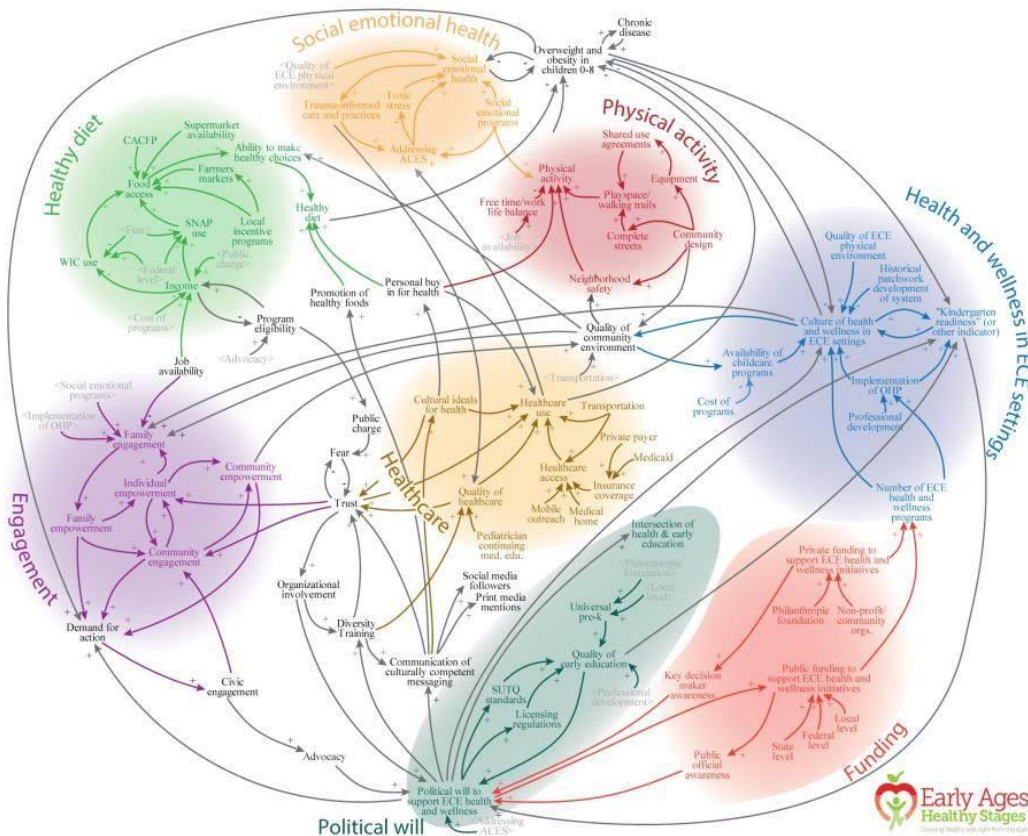 Social emotional health
<Quality of
ECE physical
environment>
Social
emotional
health
Trauma-informed
care and practices
Toxic
stress
Social
emotional
programs
Addressing
ACES
Overweight and
obesity in
children 0-8
Chronic
disease
Healthy diet
CACFP
Supermarket
availability
Ability to make
healthy choices
Food
access
Farmers
markets
Healthy
diet
<Fear>
SNAP
use
Local
incentive
programs
WIC use
<Federal
level>
<Public
charge>
Income
<Cost of
programs>
Program
eligibility
<Advocacy>
Job
availability
Promotion of
healthy foods
Personal buy
in for health
Physical activity
Shared use
agreements
Physical
activity
Equipment
Playspace/
walking trails
Free time/work
life balance
<Job
availability>
Complete
streets
Community
design
Neighborhood
safety
Quality of
community
environment
<Transportation>
Health and wellness in ECE settings
Quality of ECE
physical
environment
Historical
patchwork
development
of system
Culture of health
and wellness in
ECE settings
"Kindergarten
readiness" (or
other indicator)
Availability of
childcare
programs
Cost of
programs
Implementation
of OHP
Professional
development
Number of ECE
health and
wellness
programs
Engagement
<Social emotional
programs>
<Implementation
of OHP>
Family
engagement
Individual
empowerment
Community
empowerment
Family
empowerment
Community
engagement
Demand for
action
Civic
engagement
Advocacy
Public
charge
Fear
Trust
Organizational
involvement
Diversity
Training
Healthcare
Cultural ideals
for health
Healthcare
use
Transportation
Private payer
Medicaid
Healthcare
access
Insurance
coverage
Mobile
outreach
Medical
home
Quality of
healthcare
Pediatrician
continuing
med. edu.
Social media
followers
Print media
mentions
Communication of
culturally competent
messaging
Political will
Intersection of
health & early
education
<Philanthropic
foundation>
<Local
level>
Universal
pre-k
Quality of
early education
<Professional
development>
SUTQ
standards
Licensing
regulations
Political will to
support ECE health
and wellness
<Addressing
ACES>
Funding
Private funding to
support ECE health and
wellness initiatives
Philanthropic
foundation
Non-profit/
community
orgs.
Key decision
maker
awareness
Public funding to
support ECE health and
wellness initiatives
State
level
Federal
level
Local
level
Public
official
awareness
Early Ages
Healthy Stages